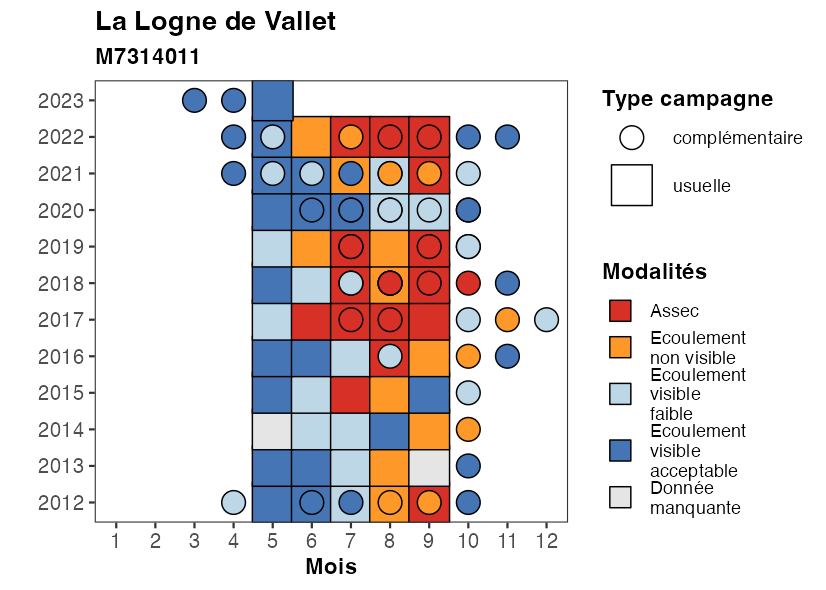 La Logne de Vallet
M7314011
2023
2022
2021
2020
2019
2018
2017
2016
2015
2014
2013
2012
1 2 3 4 5 6 7 8 9 10 11 12
Mois
Type campagne
complémentaire
usuelle
Modalités
Assec
Ecoulement
non visible
Ecoulement
visible
faible
Ecoulement
visible
acceptable
Donnée
manquante